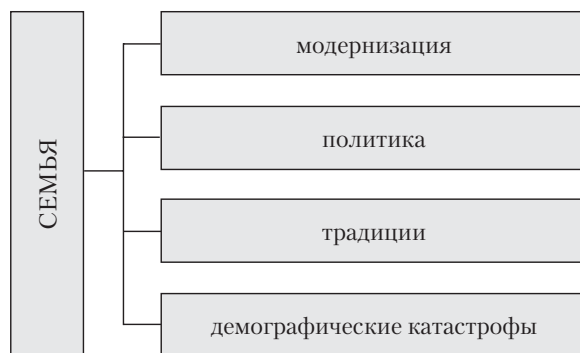 СЕМЬЯ
модернизация
политика
традиции
демографические катастрофы